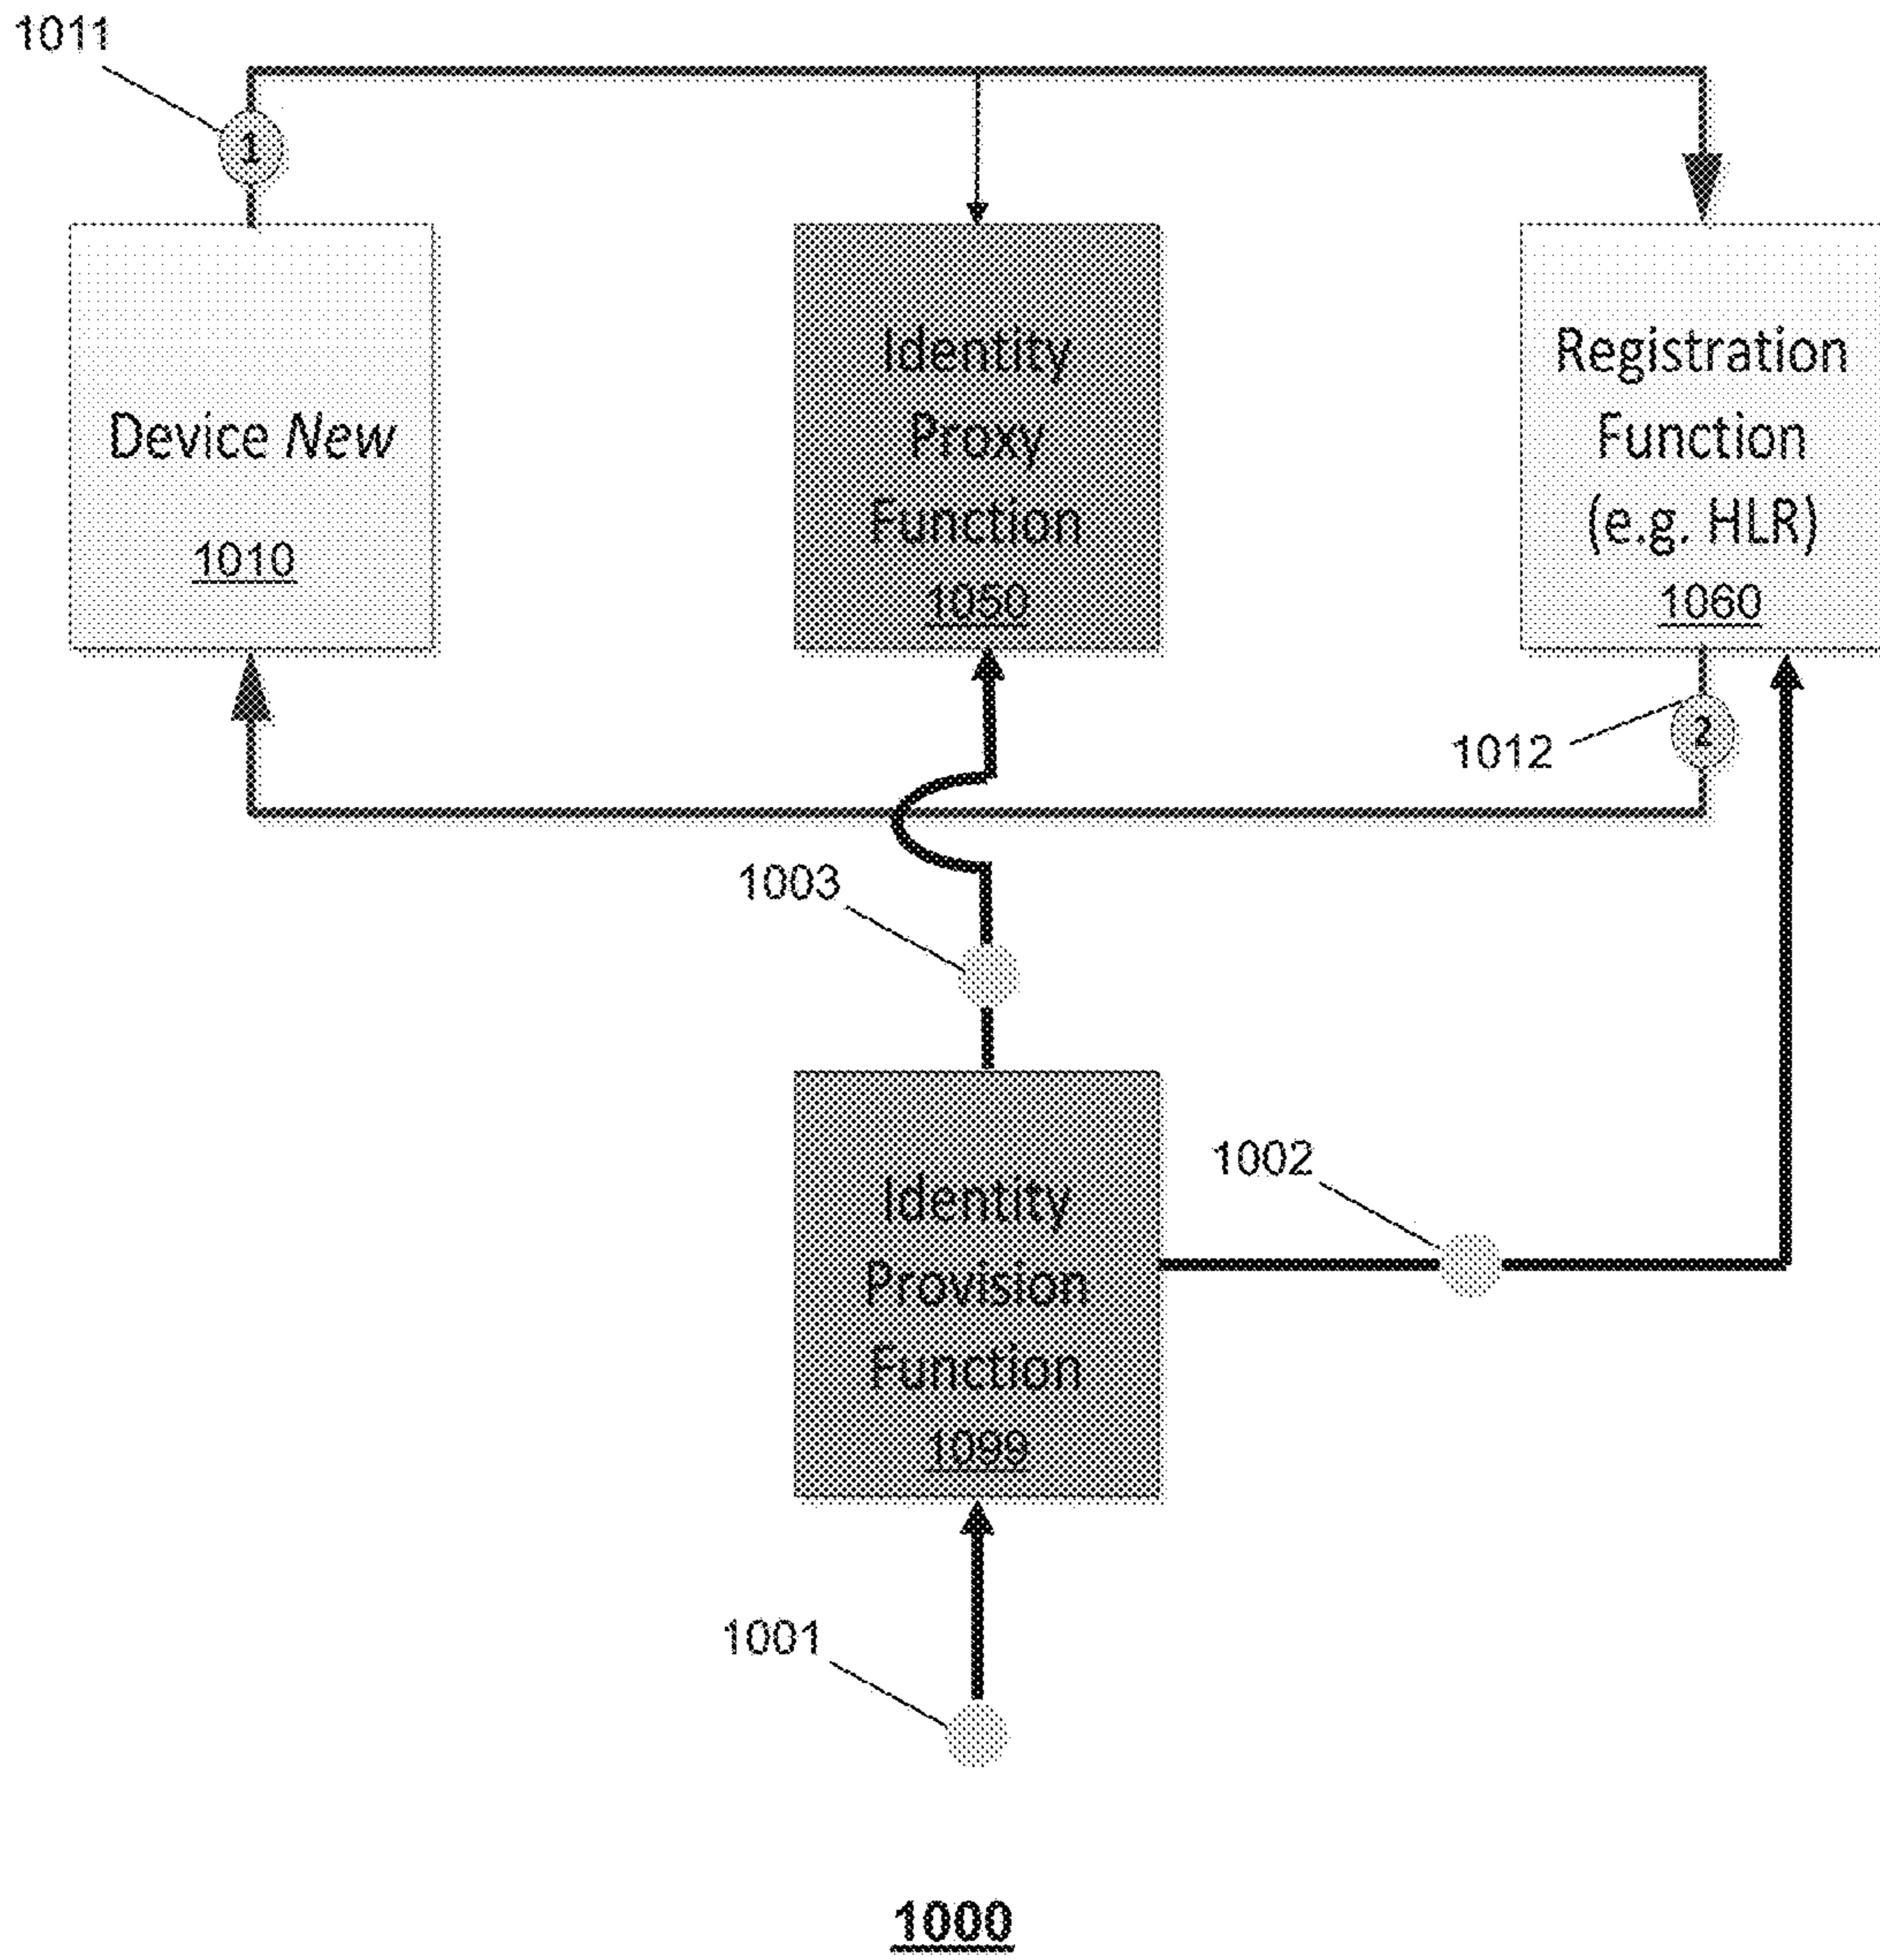 1011
1
Device New
1010
Identity
Proxy
Function
1050
Registration
Function
(e.g. HLR)
1060
1012
2
1003
1002
Identity
Provision
Function
1099
1001
1000